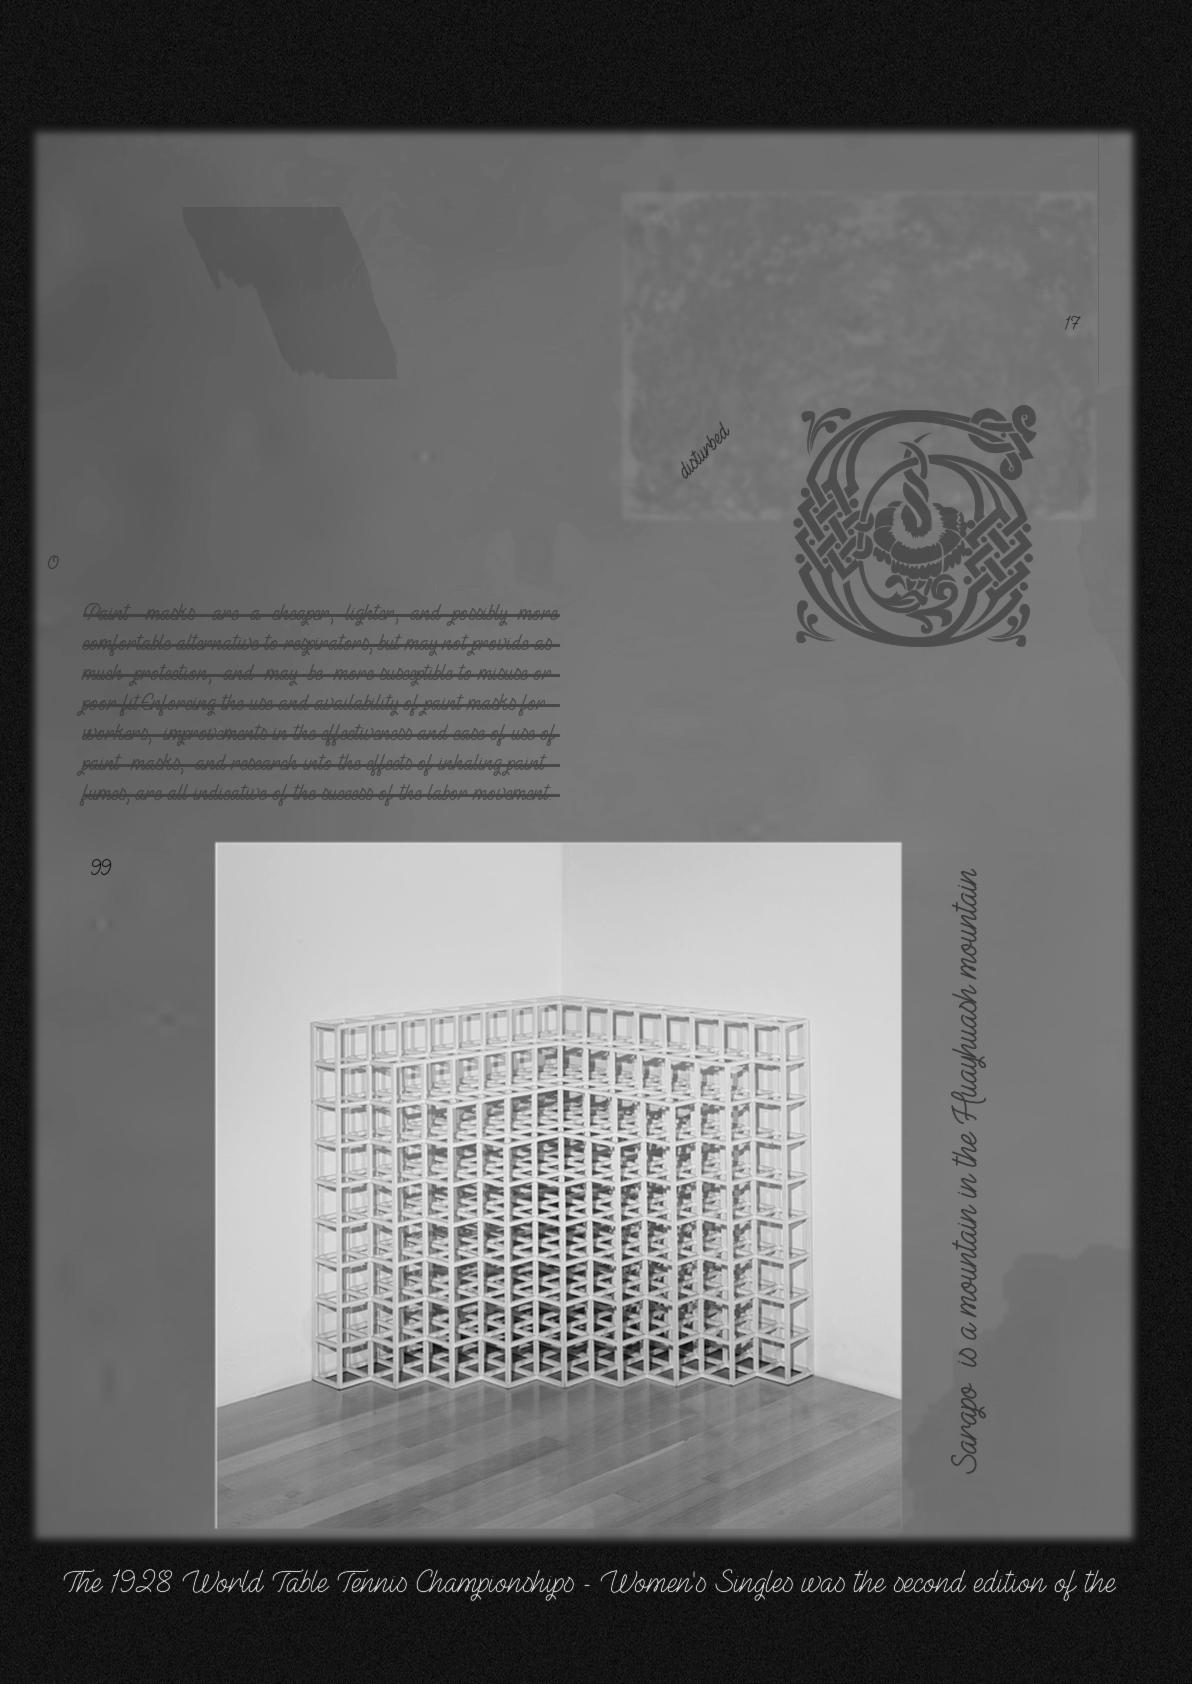 17
disturbed
O
Paint masks are a cheaper, lighter, and possibly more
comfortable alternative to respirators, but may not provide as
much protection, and may be more susceptible to misuse or
poor fit.Enforcing the use and availability of paint masks for
workers, improvements in the effectiveness and ease of use of
paint masks, and research into the effects of inhaling paint
fumes, are all indicative of the success of the labor movement.
99
Sarapo is a mountain in the Huayhuash mountain
The 1928 World Table Tennis Championships - Women's Singles was the second edition of the